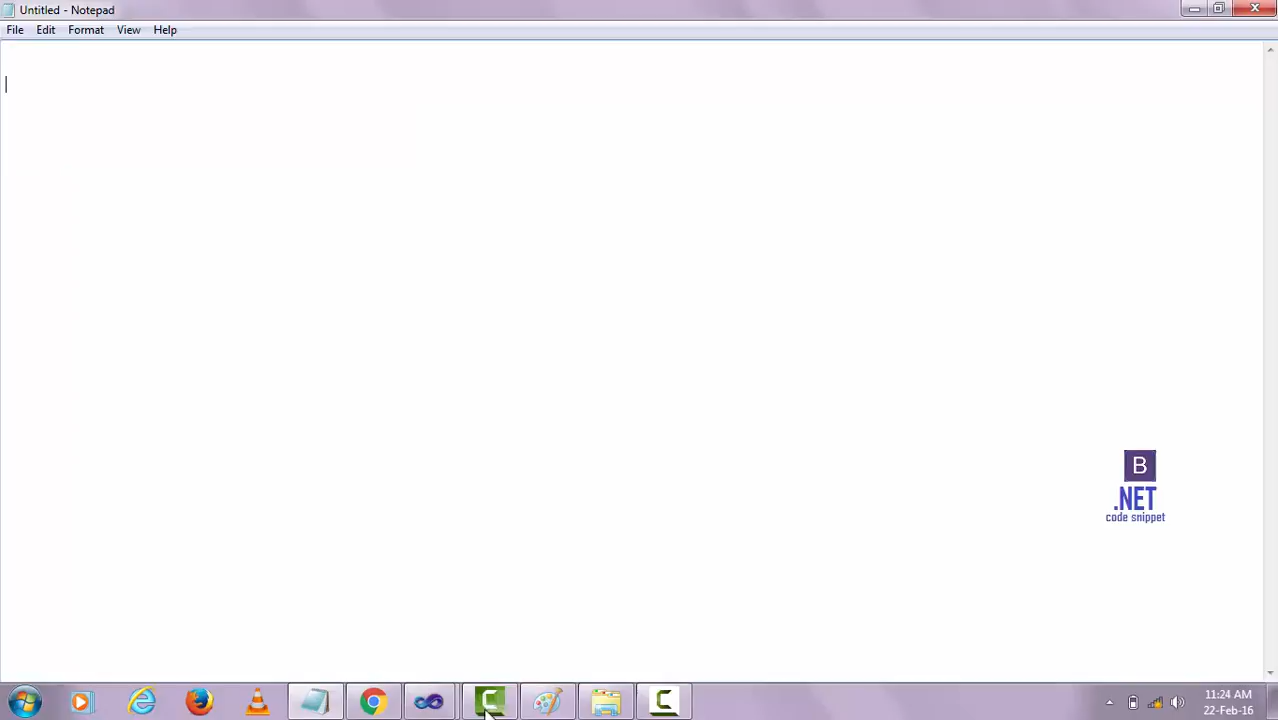 Untitled - Notepad
File Edit Format View Help
B
.NET
code snippet
11:24 AM
22-Feb-16